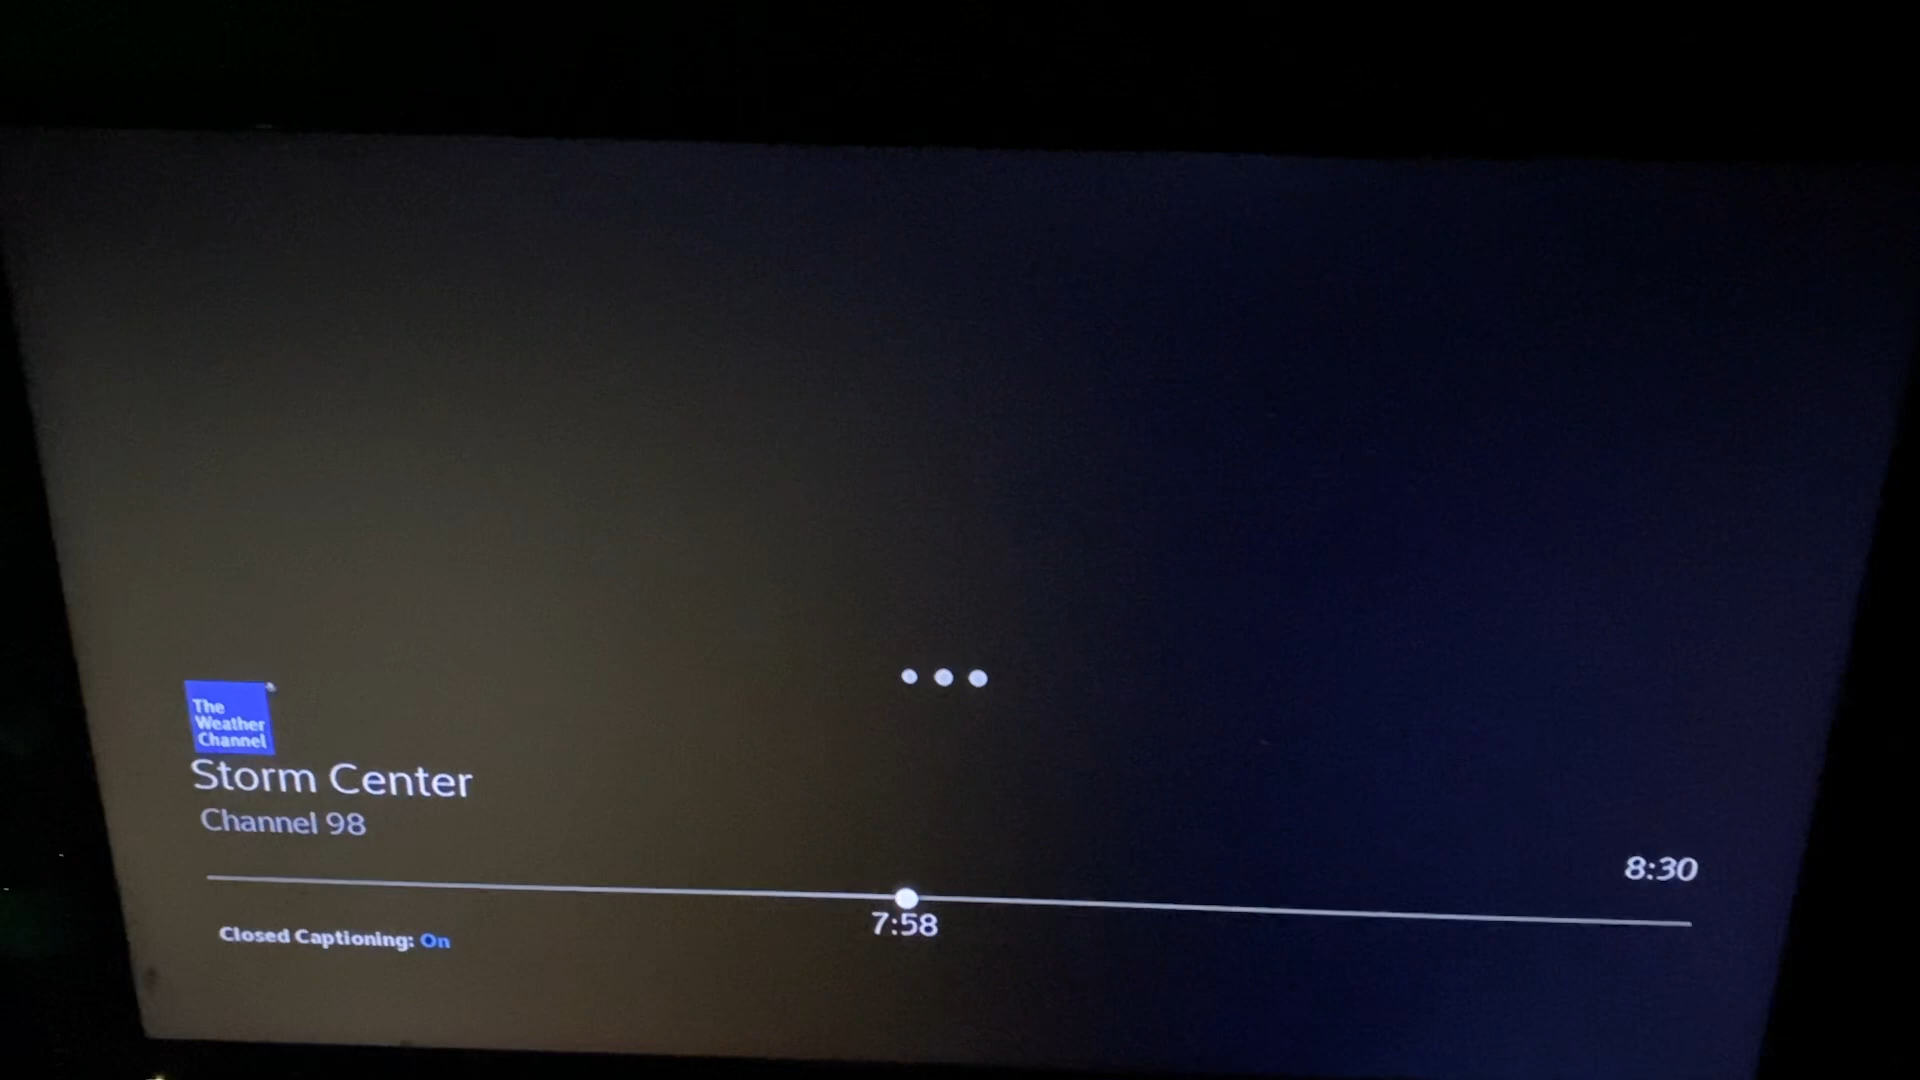 The
Weather
Channel
Storm Center
Channel 98
8:30
7:58
Closed Captioning: On